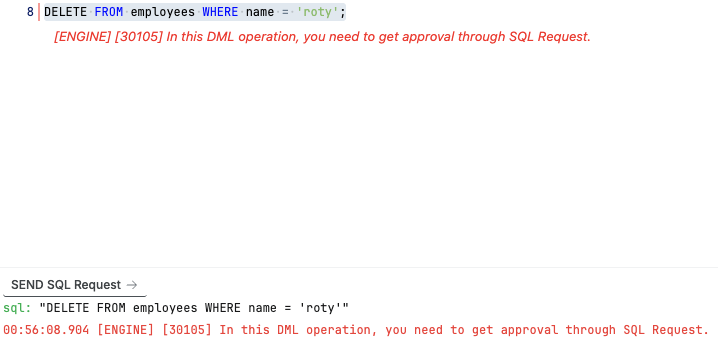 8 DELETE FROM employees WHERE name = 'roty';
[ENGINE] [30105] In this DML operation, you need to get approval through SQL Request.
SEND SQL Request →
sql: "DELETE FROM employees WHERE name = 'roty'"
00:56:08.904 [ENGINE] [30105] In this DML operation, you need to get approval through SQL Request.